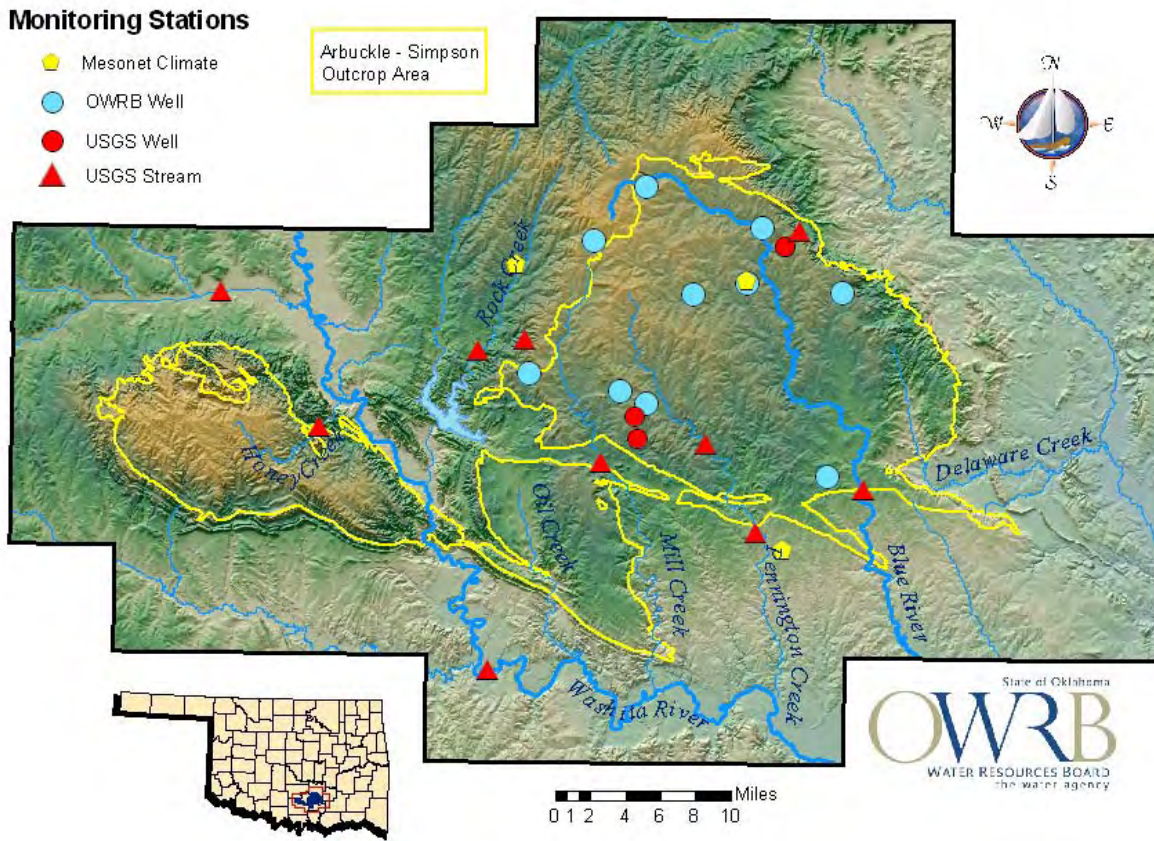 Monitoring Stations
Mesonet Climate
OWRB Well
USGS Well
USGS Stream
Arbuckle - Simpson
Outcrop Area
N
W
E
S
Rock Creek
Honey Creek
Oil Creek
Mill Creek
Pennington Creek
Blue River
Delaware Creek
Washita River
State of Oklahoma
OWRB
WATER RESOURCES BOARD
the water agency
Miles
0 1 2 4 6 8 10